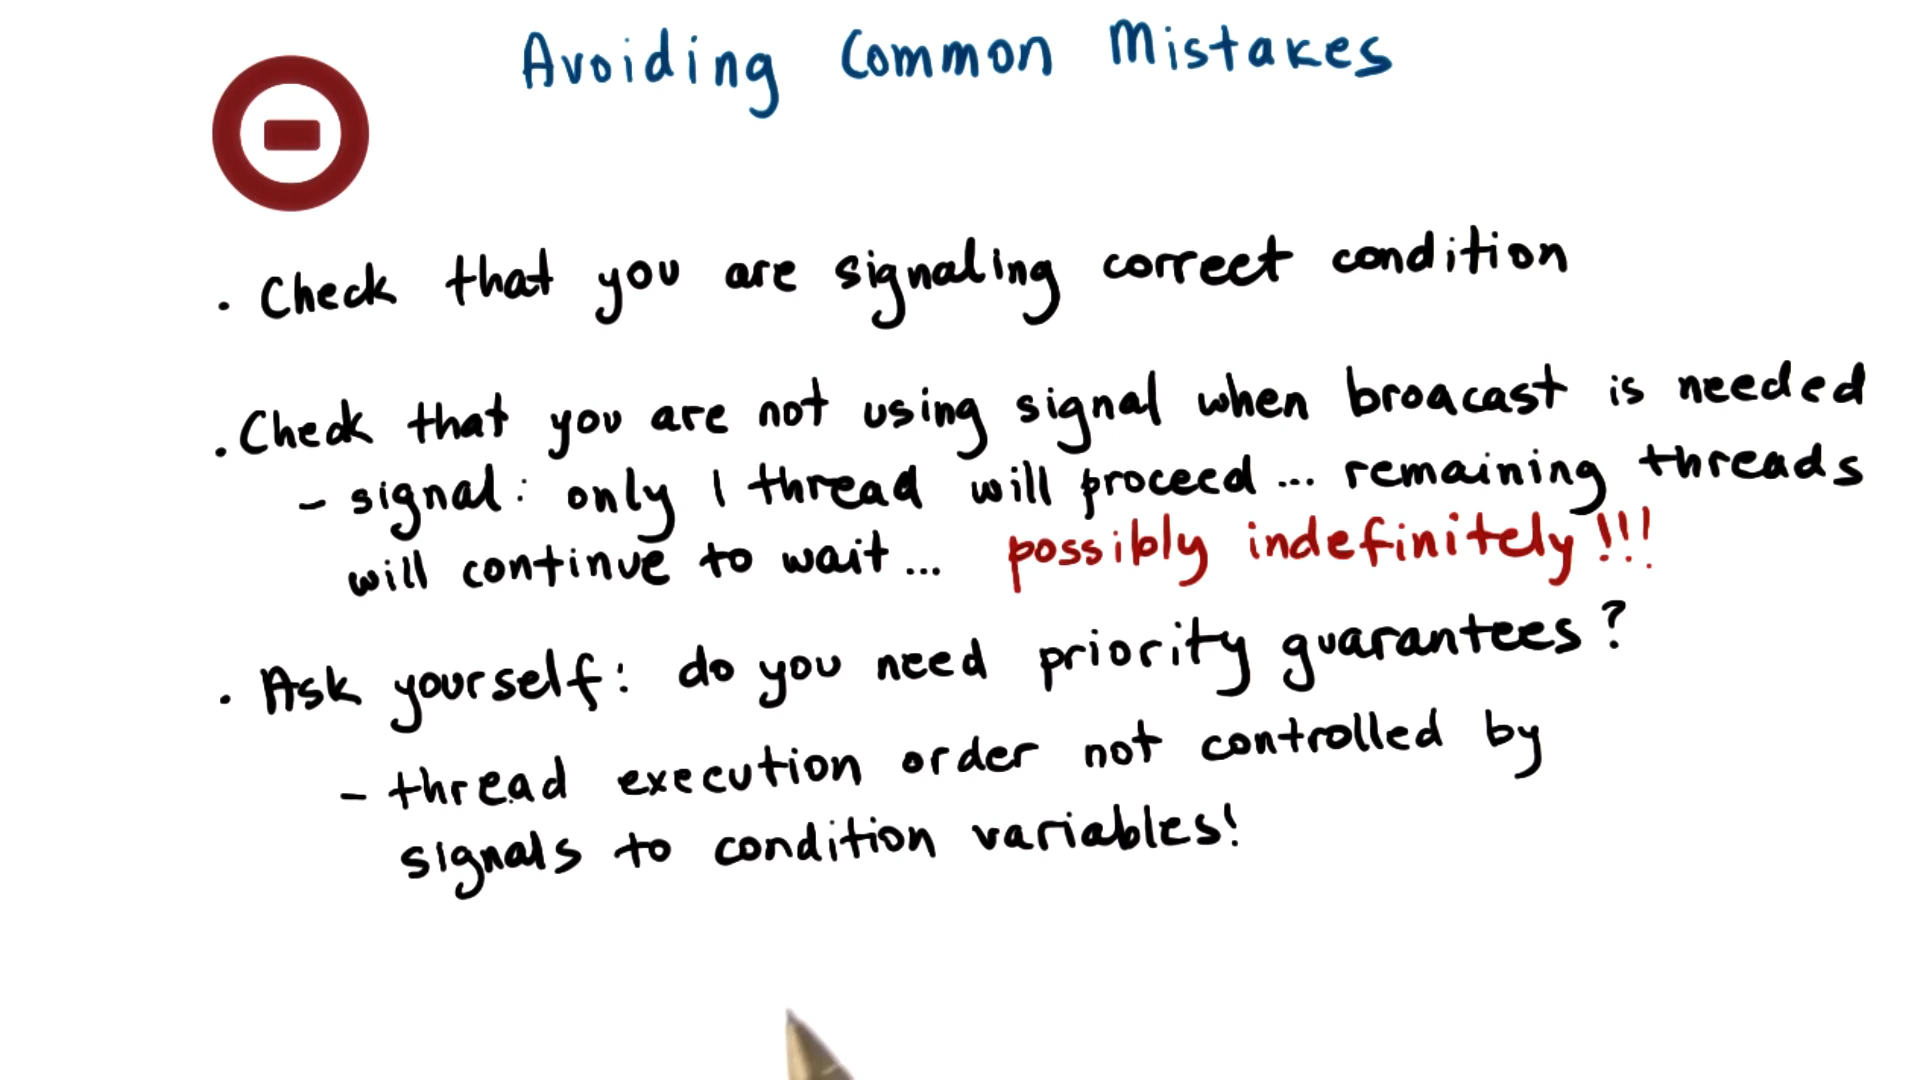 Avoiding Common Mistakes
. Check that you are signaling correct condition
. Check that you are not using signal when broacast is needed
- signal: only 1 thread will proceed... remaining threads
will continue to wait... possibly indefinitely!!!
. Ask yourself: do you need priority guarantees?
- thread execution order not controlled by
signals to condition variables!